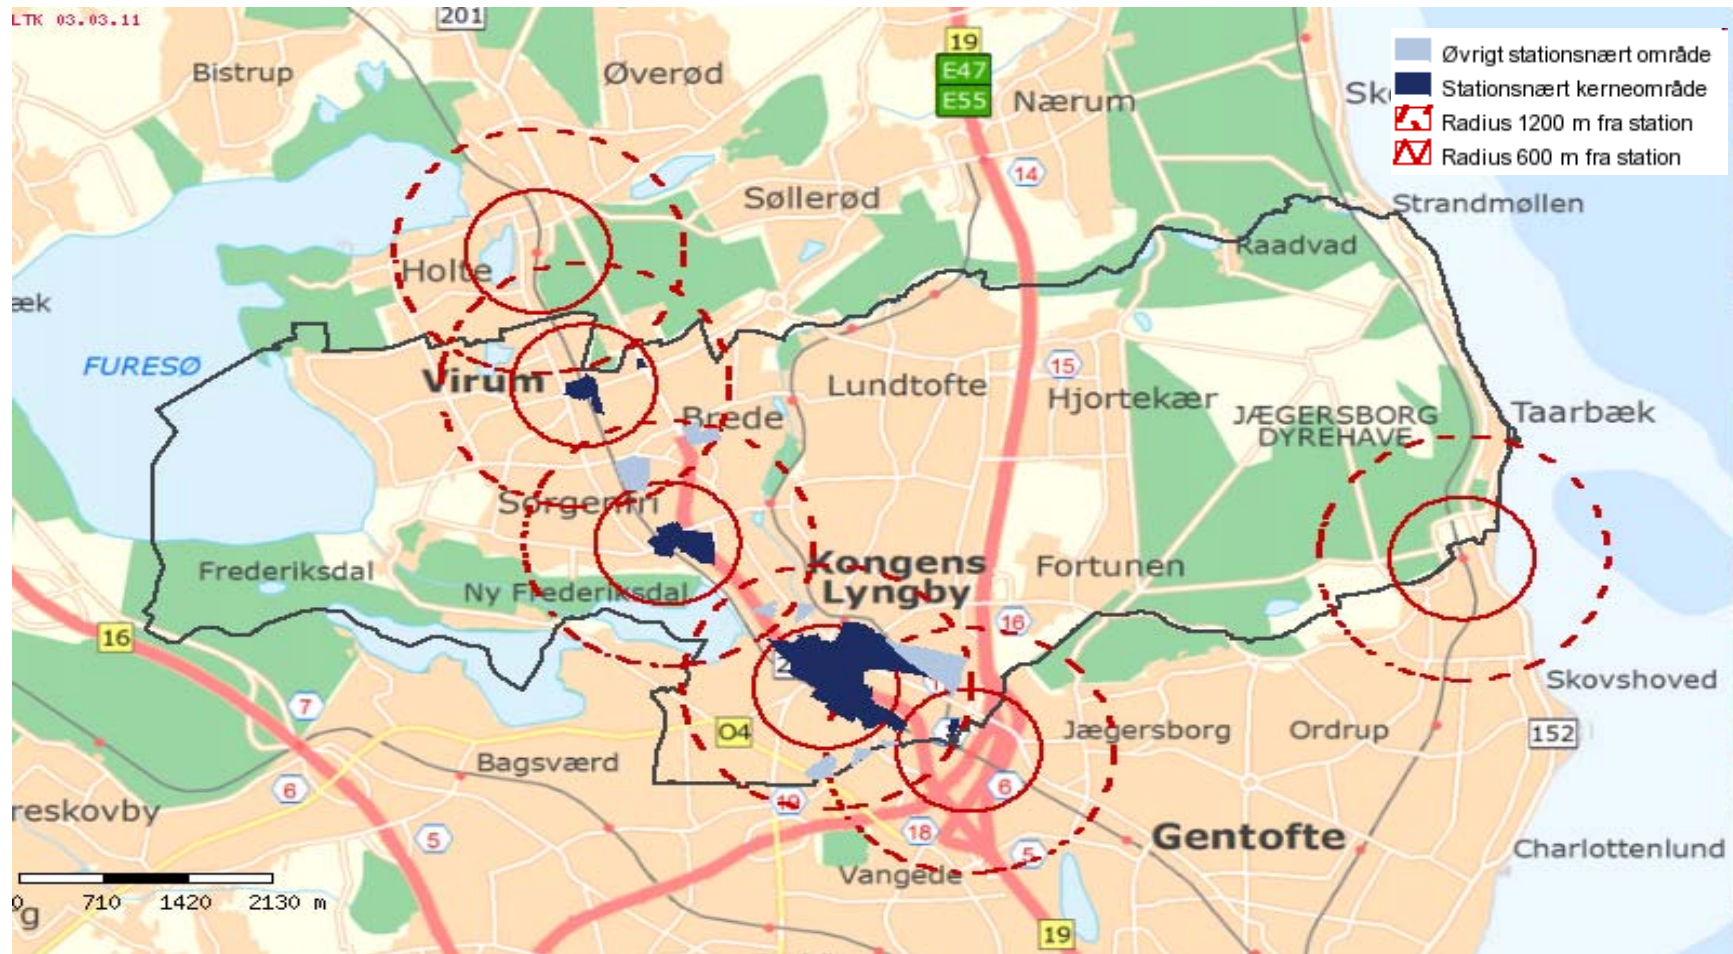 LTK 03.03.11
201
19
E47
E55
Øvrigt stationsnært område
Stationsnært kerneområde
Radius 1200 m fra station
Radius 600 m fra station
Bistrup
Øverød
Nærum
14
Søllerød
Strandmøllen
Raadvad
Holte
æk
FURESØ
Virum
Lundtofte
15
Hjortekær
Brede
JÆGERSBORG
DYREHAVE
Taarbæk
Sorgenfri
Frederiksdal
Ny Frederiksdal
Kongens
Lyngby
Fortunen
16
16
Skovshoved
7
O4
Jægersborg
Ordrup
152
Bagsværd
6
6
19
reskovby
5
18
5
Gentofte
Charlottenlund
Vangede
0 710 1420 2130 m
g
19